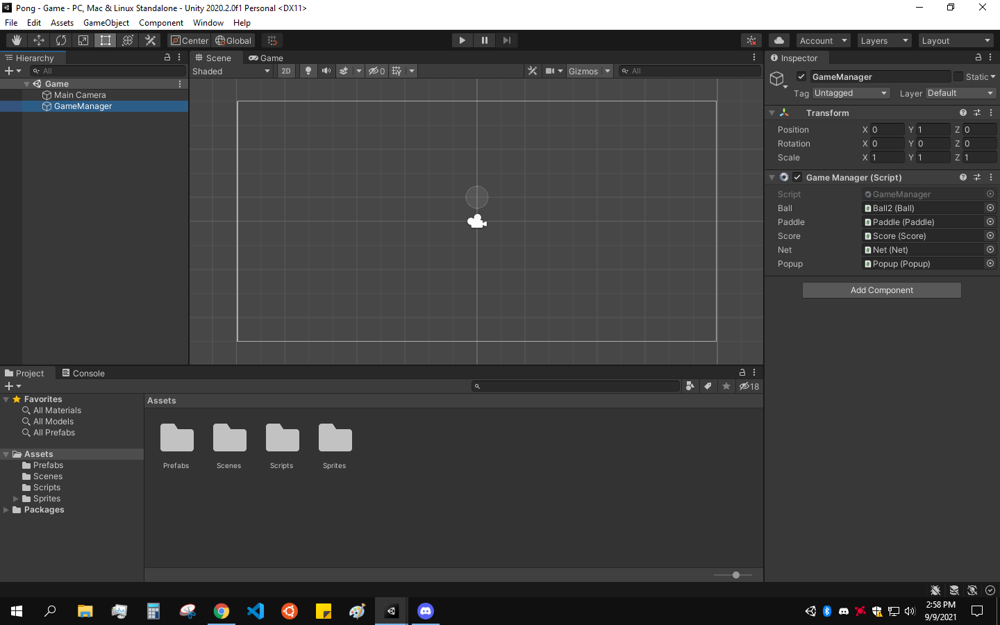 Pong - Game - PC, Mac & Linux Standalone - Unity 2020.2.0f1 Personal <DX11>
File Edit Assets GameObject Component Window Help
Center Global Account Layers Layout
Hierarchy
All
Game
Main Camera
GameManager
Scene Game
Shaded 2D 0 Gizmos All
Inspector
GameManager Static
Tag Untagged Layer Default
Transform
Position X 0 Y 1 Z 0
Rotation X 0 Y 0 Z 0
Scale X 1 Y 1 Z 1
Game Manager (Script)
Script GameManager
Ball Ball2 (Ball)
Paddle Paddle (Paddle)
Score Score (Score)
Net Net (Net)
Popup Popup (Popup)
Add Component
Project Console
18
Favorites
All Materials
All Models
All Prefabs
Assets
Prefabs
Scenes
Scripts
Sprites
Packages
Assets
Prefabs Scenes Scripts Sprites
2:58 PM
9/9/2021